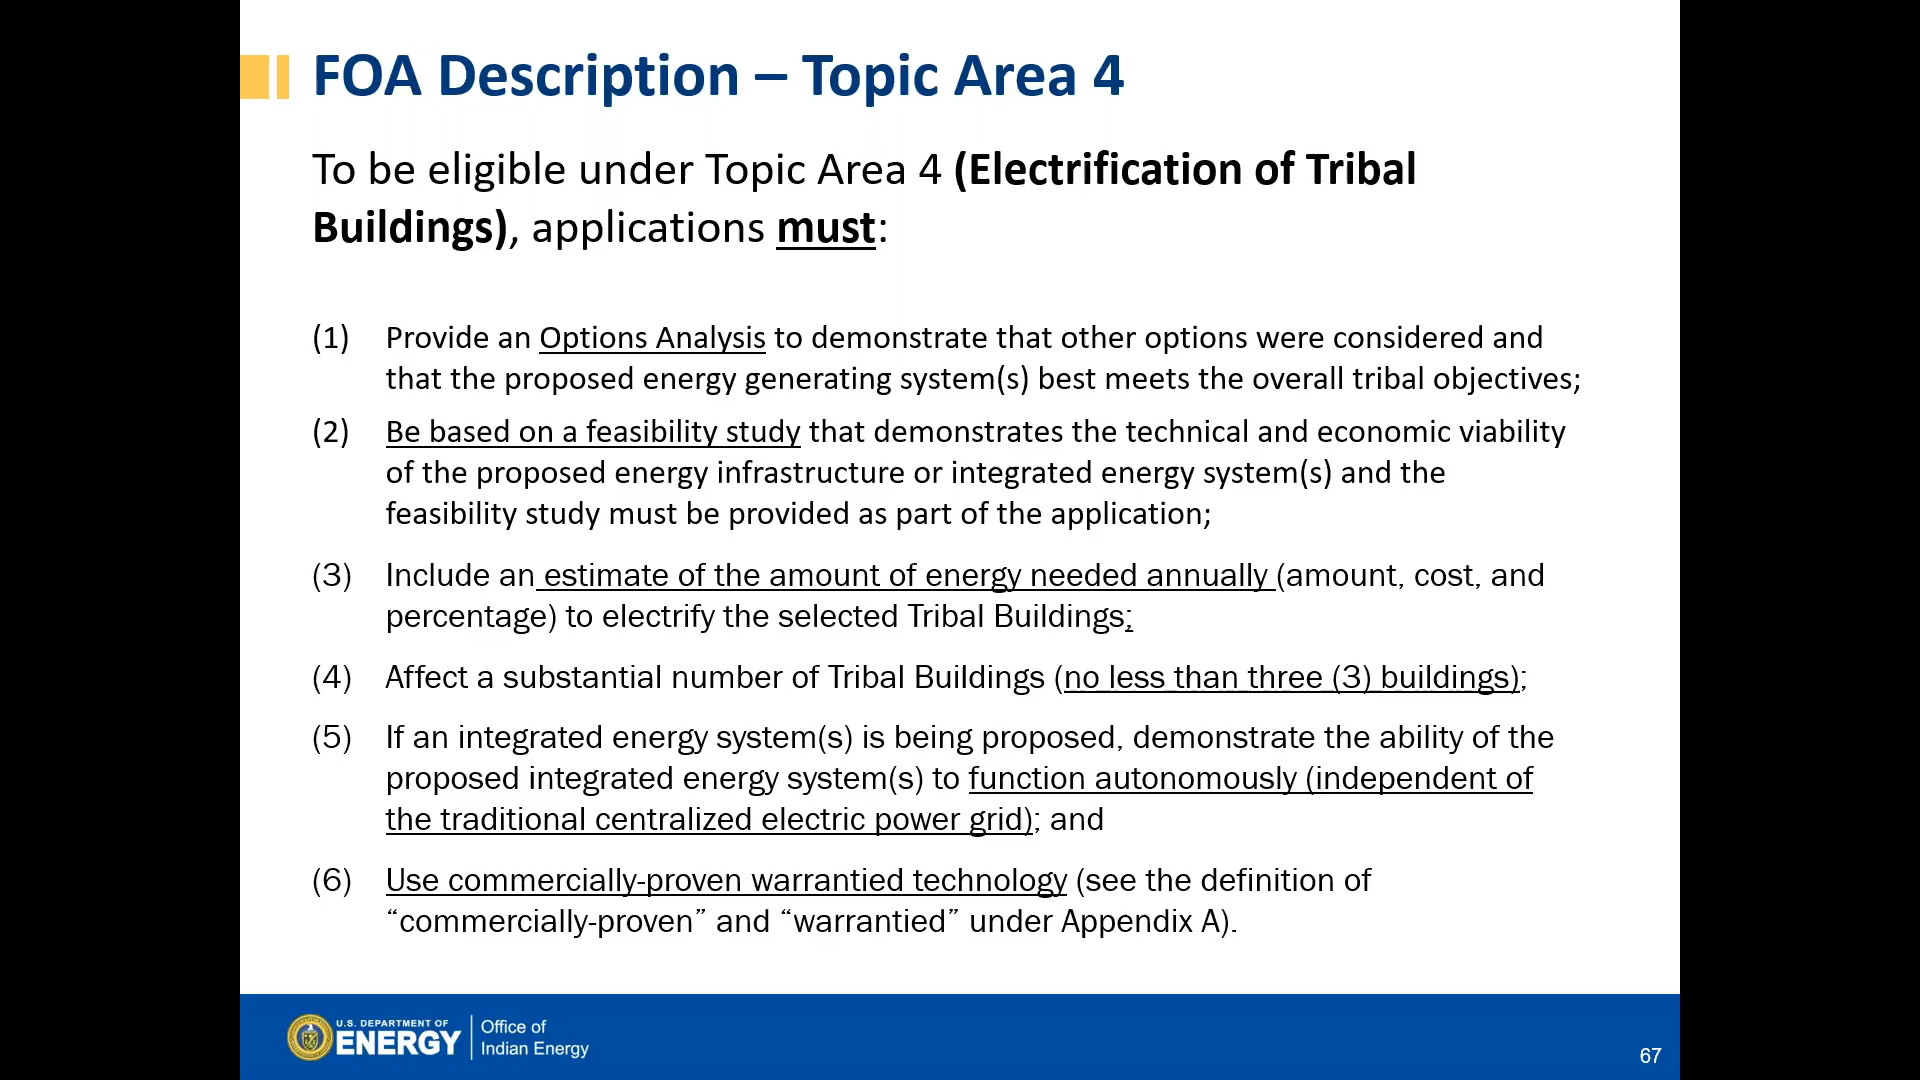 FOA Description – Topic Area 4
To be eligible under Topic Area 4 (Electrification of Tribal
Buildings), applications must:
(1) Provide an Options Analysis to demonstrate that other options were considered and
that the proposed energy generating system(s) best meets the overall tribal objectives;
(2) Be based on a feasibility study that demonstrates the technical and economic viability
of the proposed energy infrastructure or integrated energy system(s) and the
feasibility study must be provided as part of the application;
(3) Include an estimate of the amount of energy needed annually (amount, cost, and
percentage) to electrify the selected Tribal Buildings;
(4) Affect a substantial number of Tribal Buildings (no less than three (3) buildings);
(5) If an integrated energy system(s) is being proposed, demonstrate the ability of the
proposed integrated energy system(s) to function autonomously (independent of
the traditional centralized electric power grid); and
(6) Use commercially-proven warrantied technology (see the definition of
“commercially-proven” and “warrantied” under Appendix A).
U.S. DEPARTMENT OF
ENERGY
Office of
Indian Energy
67